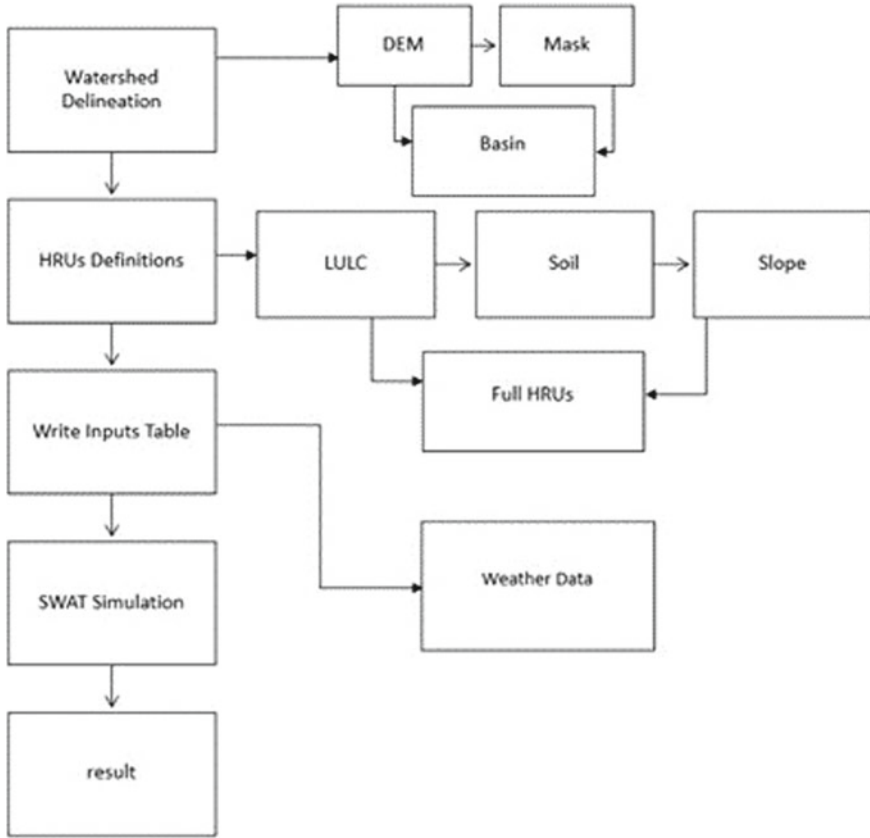 DEM
Mask
Watershed
Delineation
Basin
HRUs Definitions
LULC
Soil
Slope
Full HRUs
Write Inputs Table
Weather Data
SWAT Simulation
result